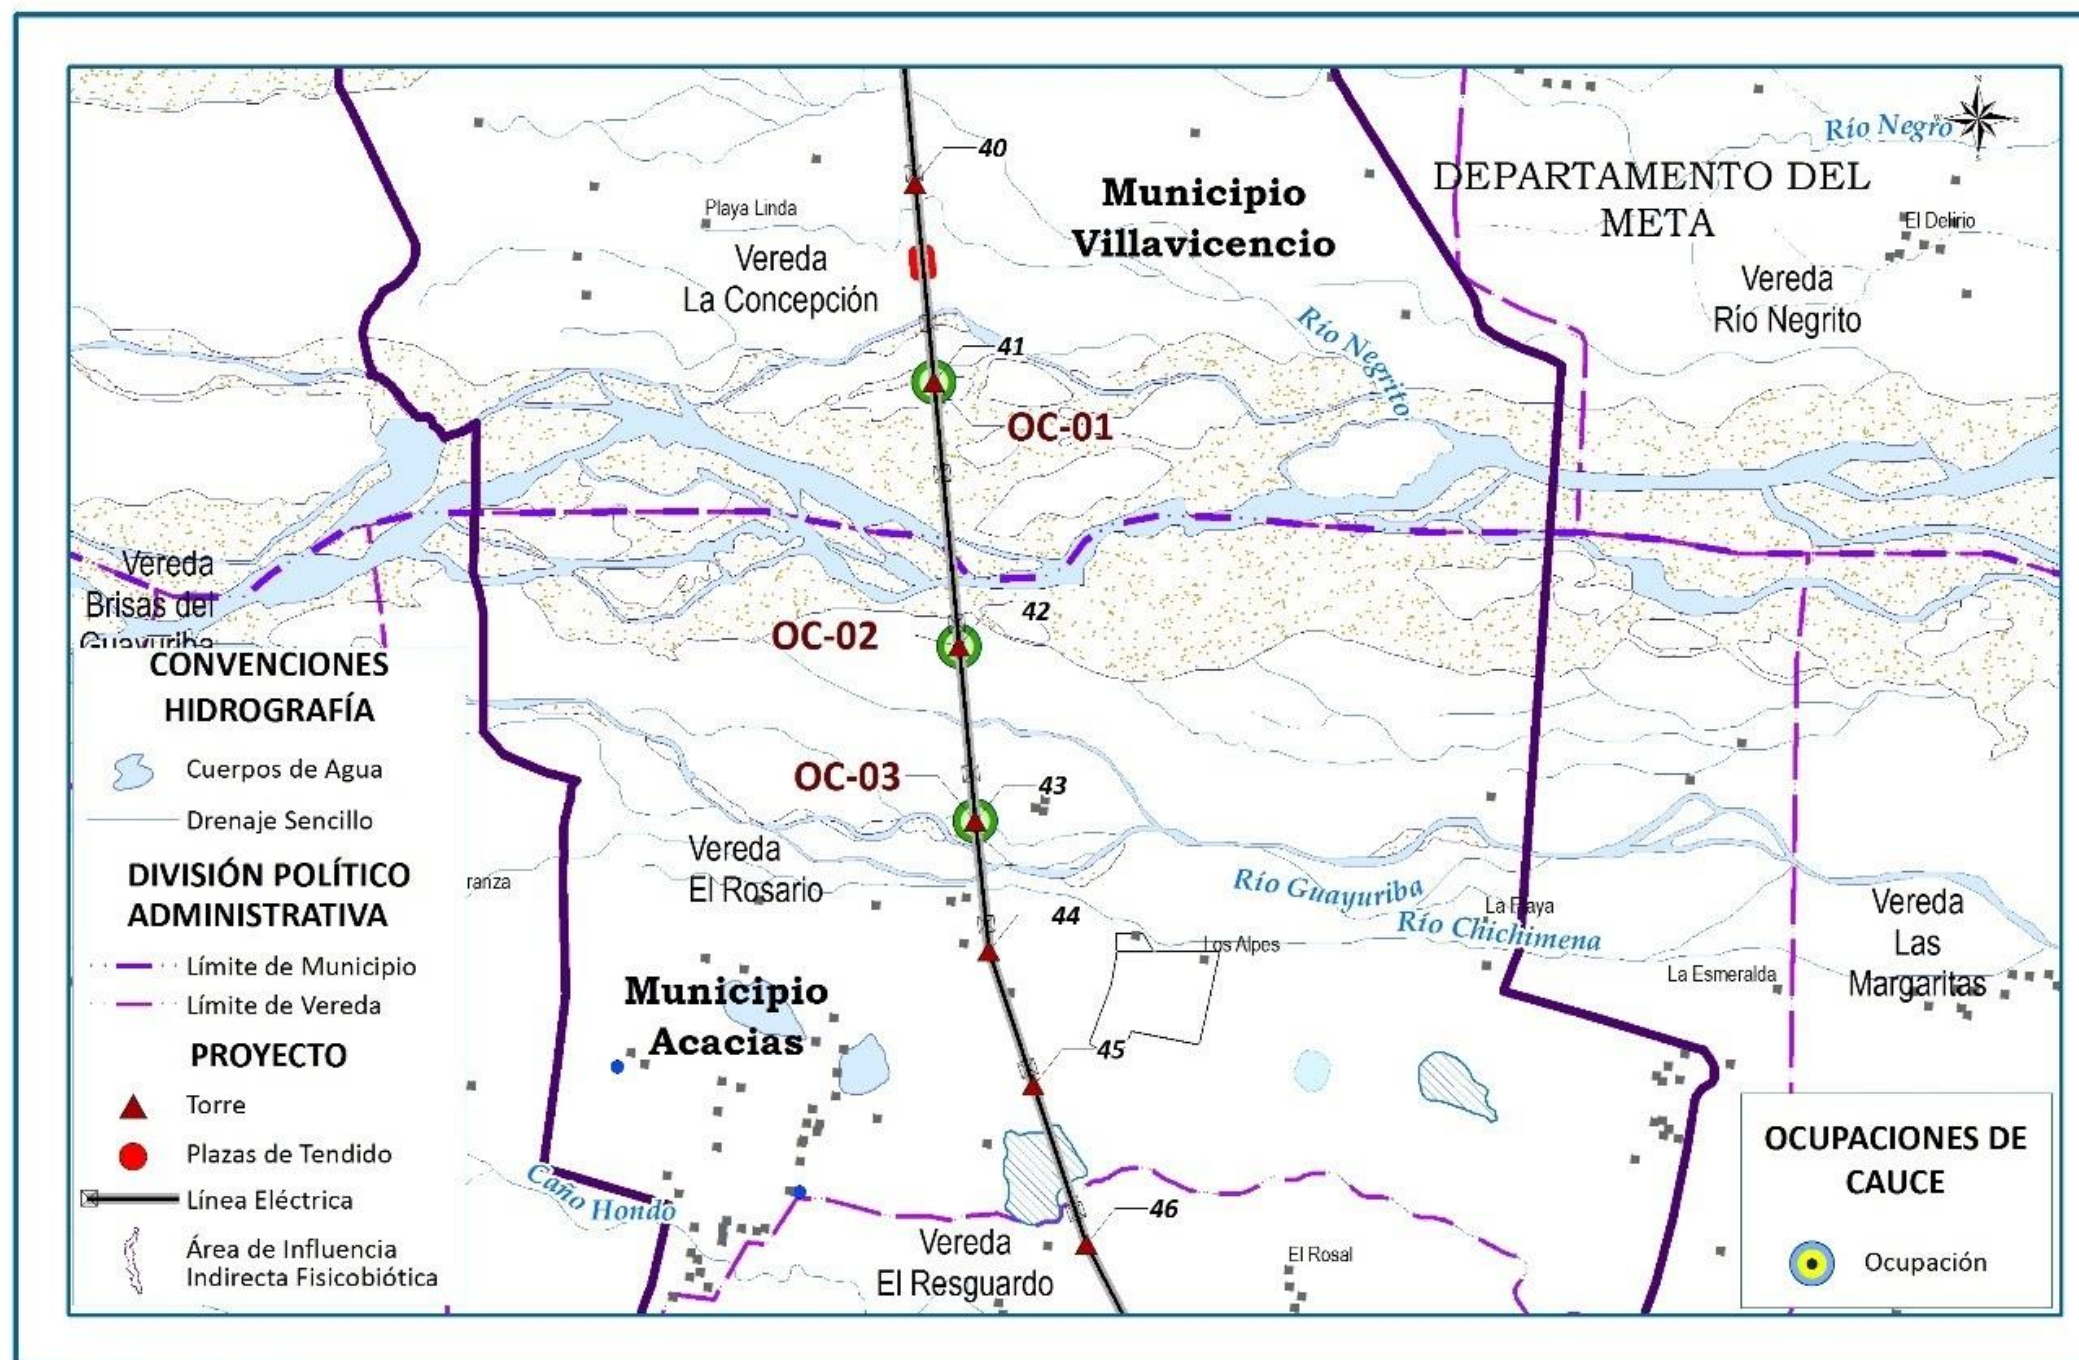 Río Negro
40
DEPARTAMENTO DEL
META
Municipio
Villavicencio
Playa Linda
El Delirio
Vereda
La Concepción
Vereda
Río Negrito
Río Negrito
41
OC-01
Vereda
Brisas del
Guayuriba
42
OC-02
OC-03
43
Vereda
El Rosario
ranza
44
Río Guayuriba
La Playa
Río Chichimena
Los Alpes
La Esmeralda
Vereda
Las
Margaritas
Municipio
Acacias
45
Caño Hondo
46
Vereda
El Resguardo
El Rosal
CONVENCIONES
HIDROGRAFÍA
Cuerpos de Agua
Drenaje Sencillo
DIVISIÓN POLÍTICO
ADMINISTRATIVA
Límite de Municipio
Límite de Vereda
PROYECTO
Torre
Plazas de Tendido
Línea Eléctrica
Área de Influencia
Indirecta Fisicobiótica
OCUPACIONES DE
CAUCE
Ocupación